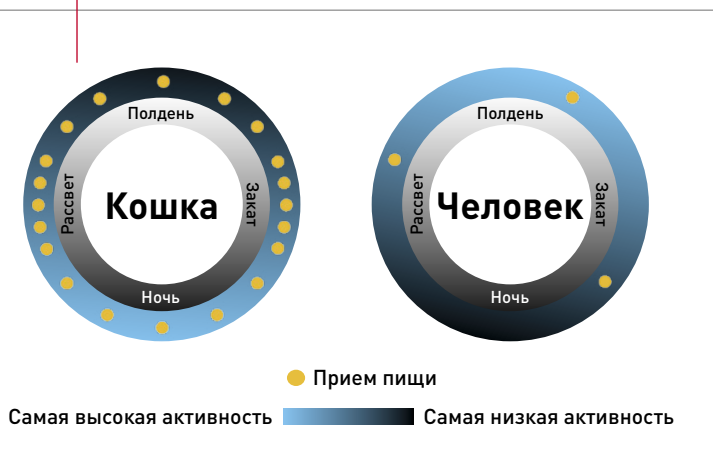 Полдень
Рассвет
Кошка
Закат
Ночь
Полдень
Рассвет
Человек
Закат
Ночь
Прием пищи
Самая высокая активность
Самая низкая активность